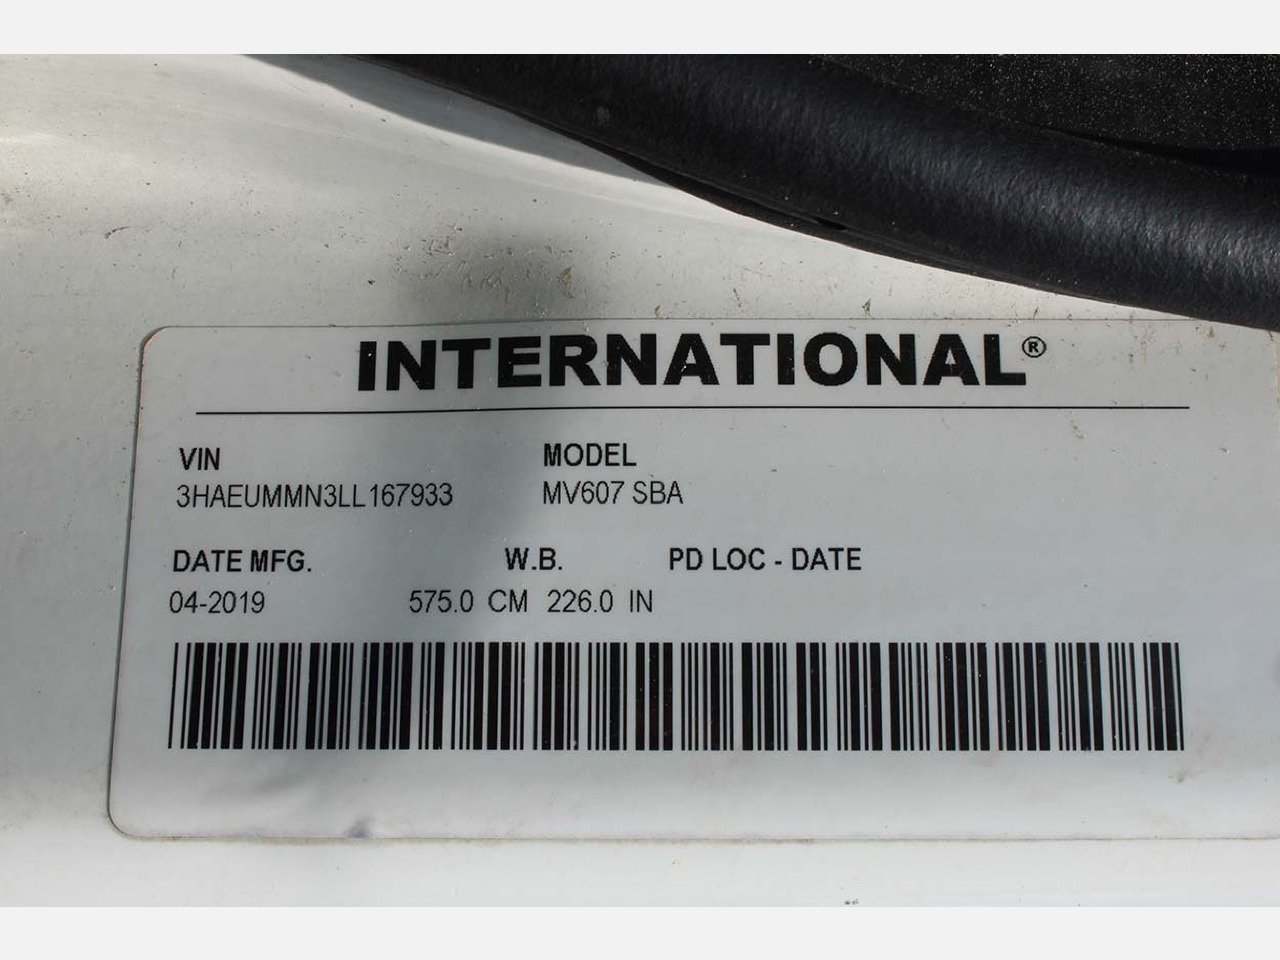 INTERNATIONAL®
VIN MODEL
3HAEUMMN3LL167933 MV607 SBA
DATE MFG. W.B. PD LOC - DATE
04-2019 575.0 CM 226.0 IN